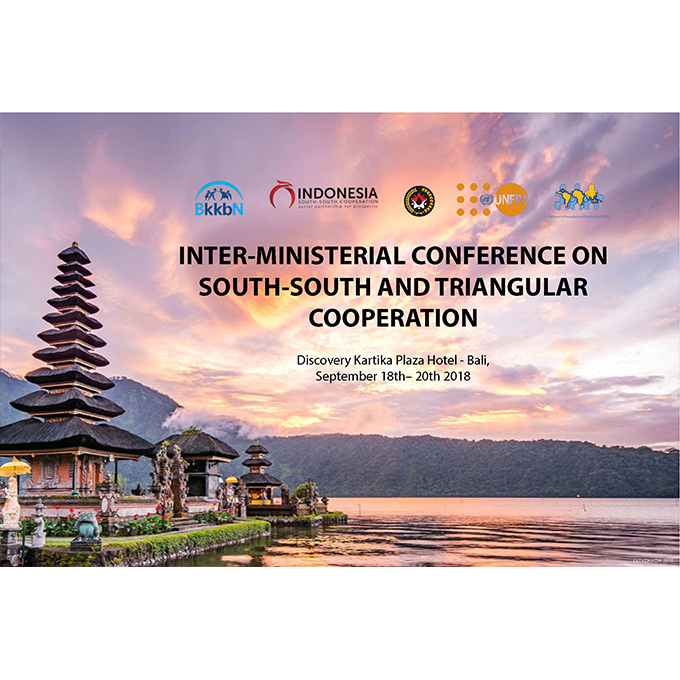 BkkbN
INDONESIA
SOUTH-SOUTH COOPERATION
better partnership for prosperity
UNFPA
INTER-MINISTERIAL CONFERENCE ON
SOUTH-SOUTH AND TRIANGULAR
COOPERATION
Discovery Kartika Plaza Hotel - Bali,
September 18th– 20th 2018